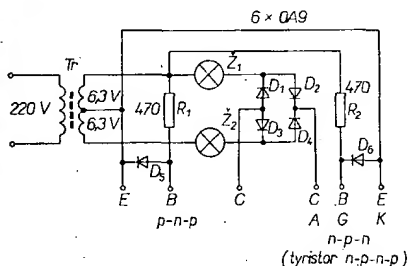 6 × OA9
Tr
Ž1
220 V
6,3 V
6,3 V
470
R1
Ž2
D1
D2
D3
D4
470
R2
D5
D6
E B C C B E
A G K
p-n-p
n-p-n
(tyristor n-p-n-p)